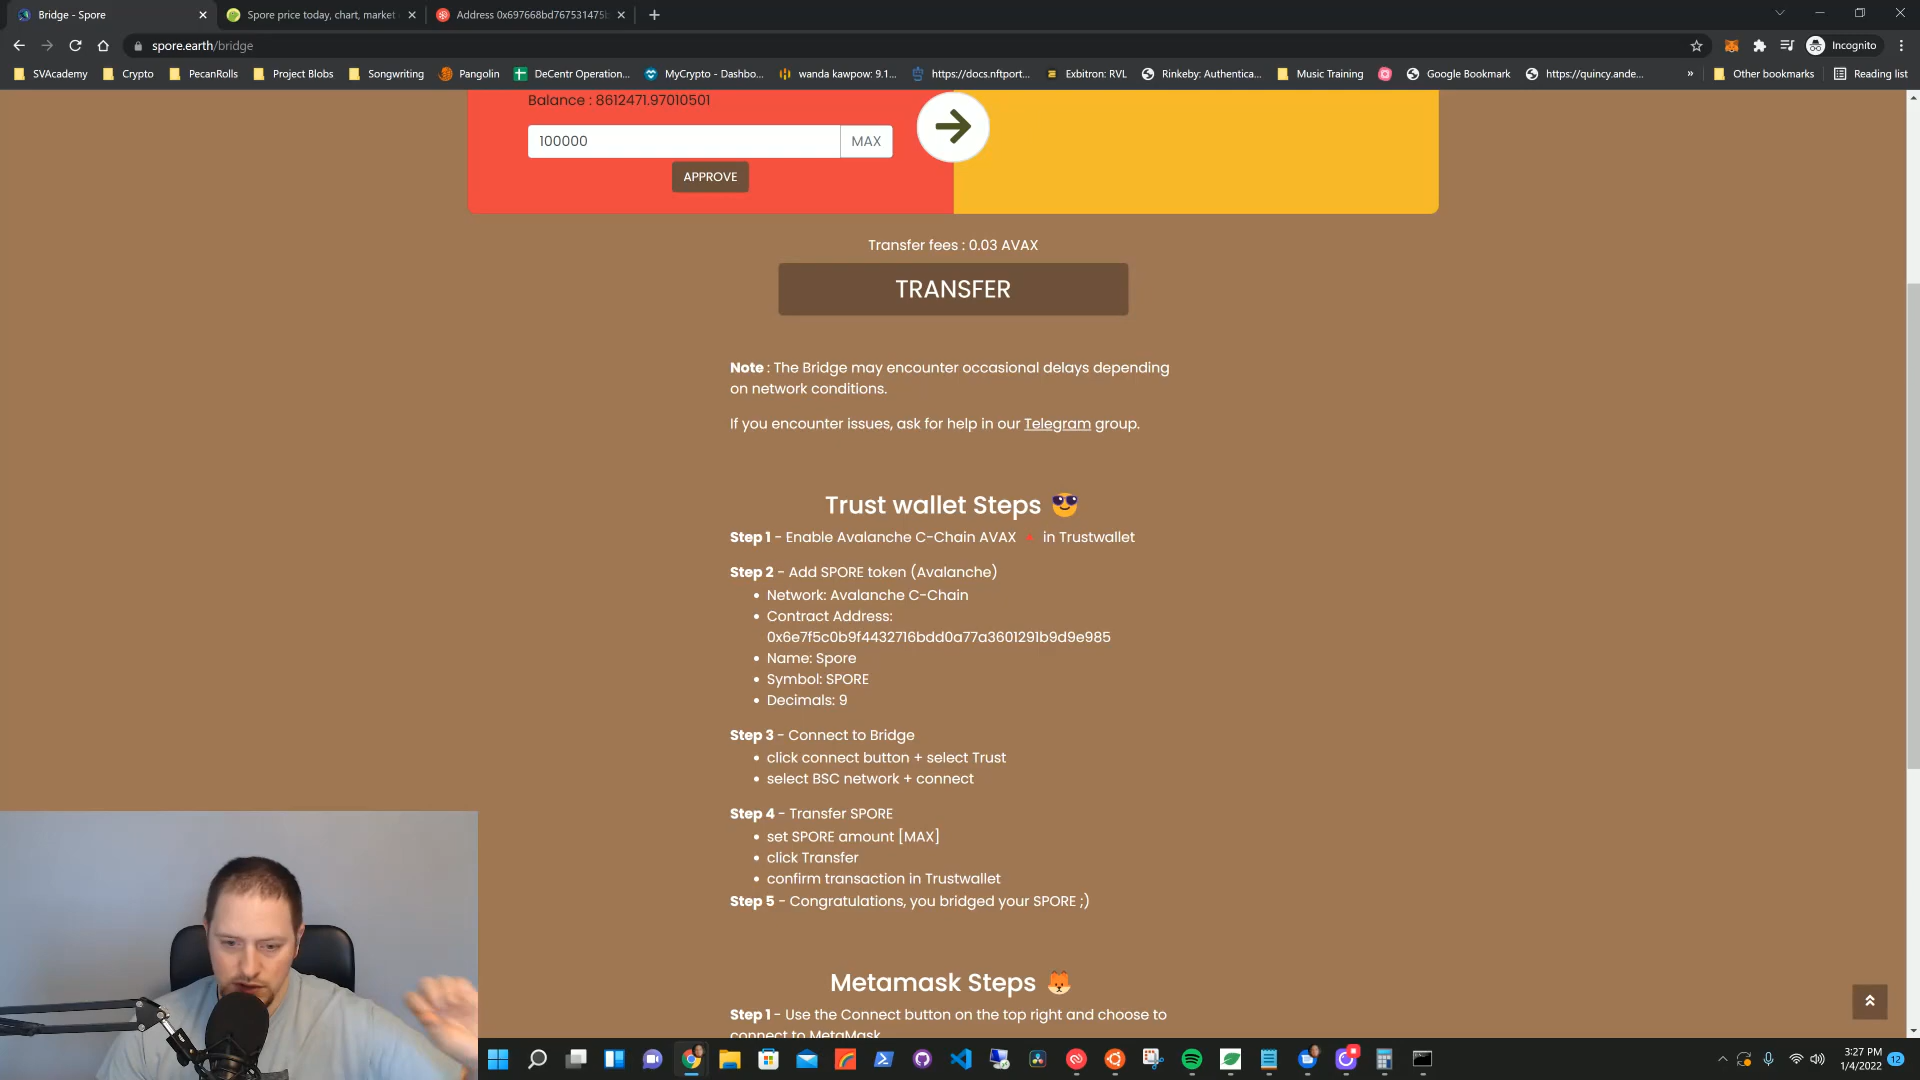 Bridge - Spore
Spore price today, chart, market
Address 0x697668bd767531475b
spore.earth/bridge
Incognito
SVAcademy
Crypto
PecanRolls
Project Blobs
Songwriting
Pangolin
DeCentr Operation...
MyCrypto - Dashbo...
wanda kawpow: 9.1...
https://docs.nftport...
Exbitron: RVL
Rinkeby: Authentica...
Music Training
Google Bookmark
https://quincy.ande...
»
Other bookmarks
Reading list
Balance : 8612471.97010501
100000
MAX
APPROVE
Transfer fees : 0.03 AVAX
TRANSFER
Note : The Bridge may encounter occasional delays depending
on network conditions.
If you encounter issues, ask for help in our Telegram group.
Trust wallet Steps 😎
Step 1 - Enable Avalanche C-Chain AVAX 🔺 in Trustwallet
Step 2 - Add SPORE token (Avalanche)
• Network: Avalanche C-Chain
• Contract Address:
0x6e7f5c0b9f4432716bdd0a77a3601291b9d9e985
• Name: Spore
• Symbol: SPORE
• Decimals: 9
Step 3 - Connect to Bridge
• click connect button + select Trust
• select BSC network + connect
Step 4 - Transfer SPORE
• set SPORE amount [MAX]
• click Transfer
• confirm transaction in Trustwallet
Step 5 - Congratulations, you bridged your SPORE ;)
Metamask Steps 🦊
Step 1 - Use the Connect button on the top right and choose to
connect to MetaMask
3:27 PM
1/4/2022
12